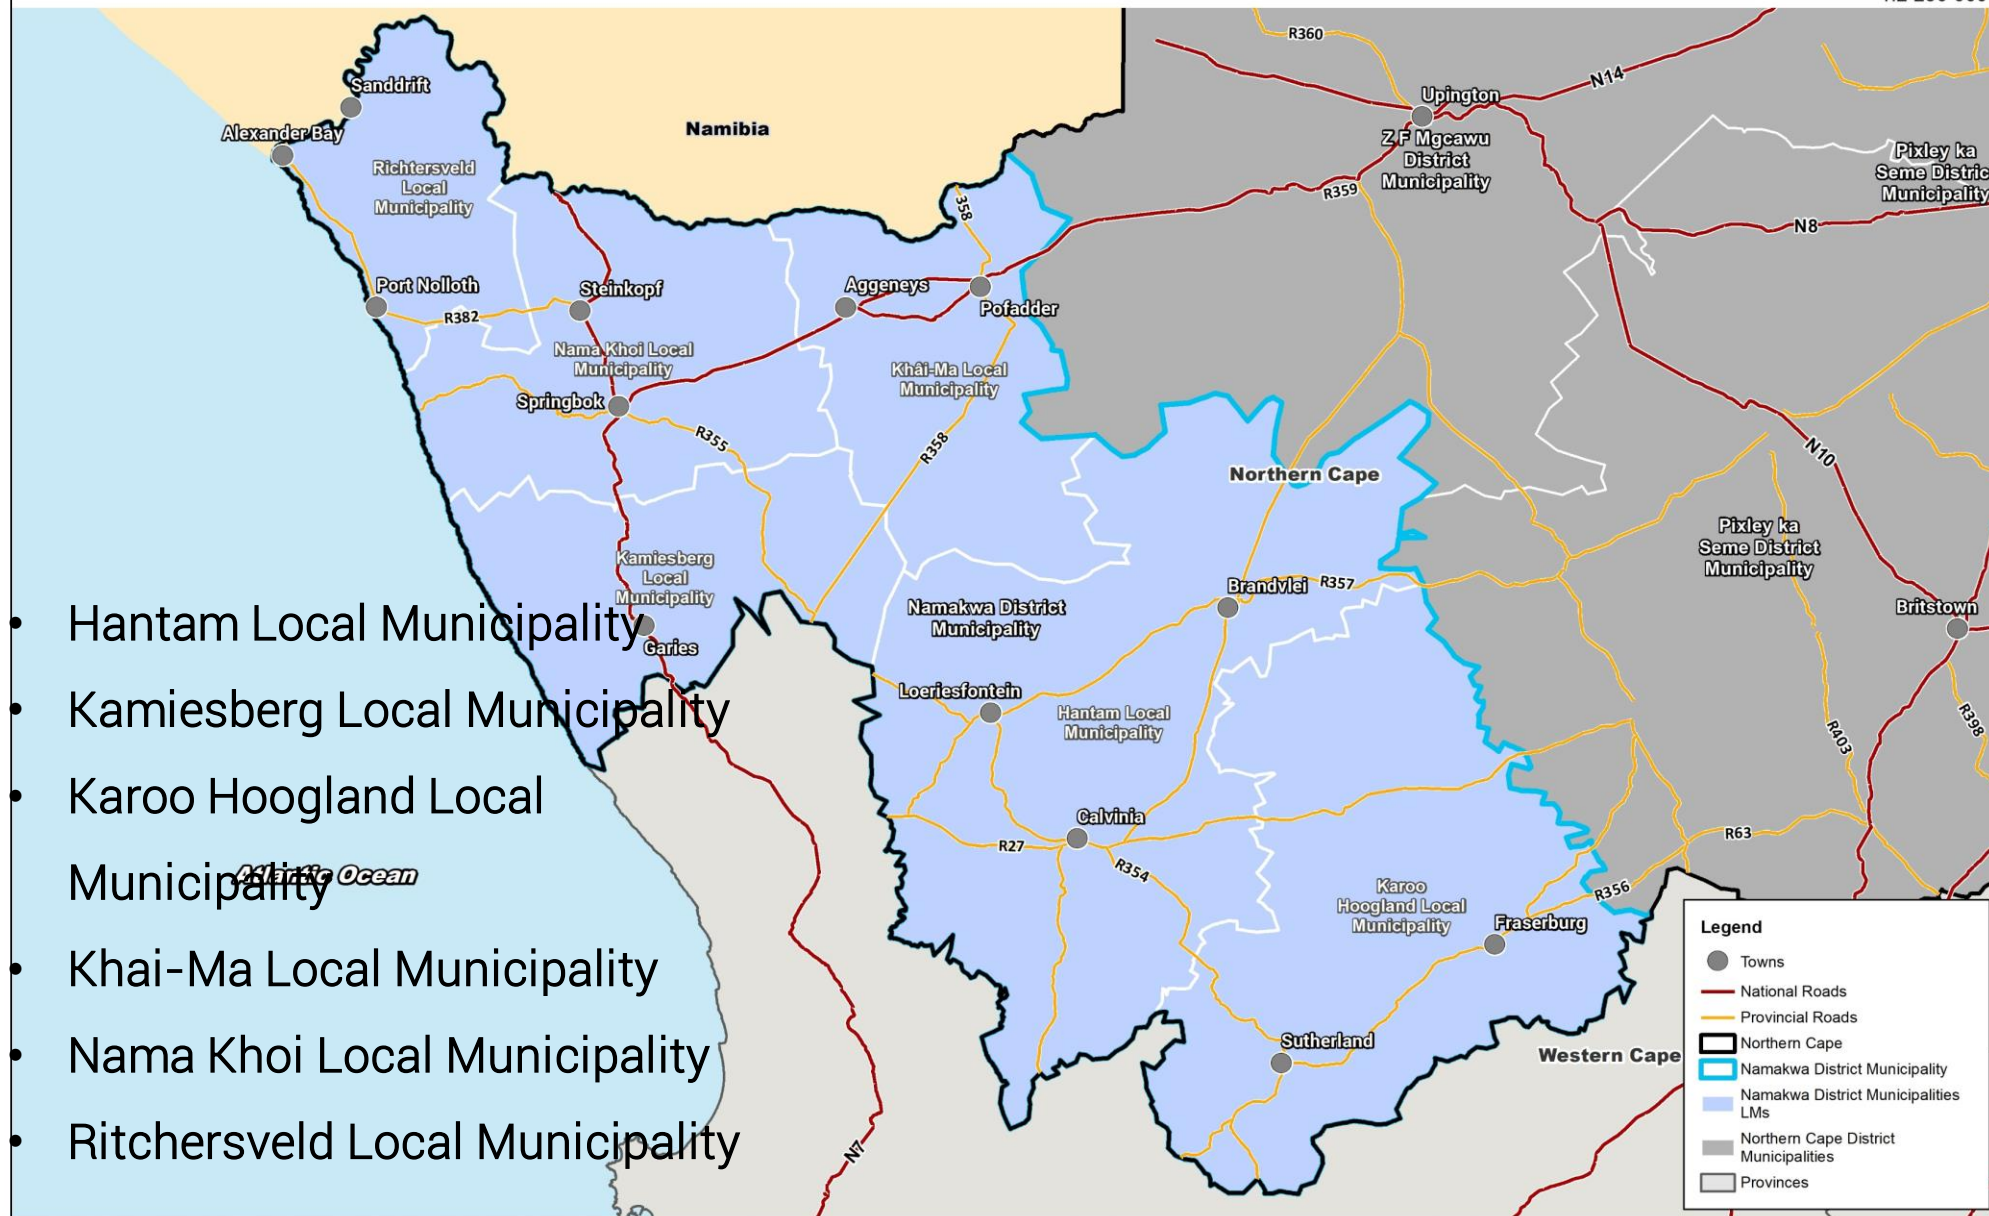 R360
N14
Upington
Sanddrift
Alexander Bay
Namibia
Z F Mgcawu
District
Municipality
Pixley ka
Seme Distric
Municipality
Richtersveld
Local
Municipality
R359
358
N8
Port Nolloth
R382
Steinkopf
Aggeneys
Pofadder
Nama Khoi Local
Municipality
Khâi-Ma Local
Municipality
Springbok
R355
R358
Northern Cape
N10
Pixley ka
Seme District
Municipality
Kamiesberg
Local
Municipality
Garies
Namakwa District
Municipality
Brandvlei
R357
Britstown
Loeriesfontein
Hantam Local
Municipality
R403
R398
Calvinia
R27
R354
R63
Karoo
Hoogland Local
Municipality
R356
Fraserburg
Sutherland
Western Cape
N7
Atlantic Ocean
• Hantam Local Municipality
• Kamiesberg Local Municipality
• Karoo Hoogland Local
Municipality
• Khai-Ma Local Municipality
• Nama Khoi Local Municipality
• Ritchersveld Local Municipality
Legend
Towns
National Roads
Provincial Roads
Northern Cape
Namakwa District Municipality
Namakwa District Municipalities
LMs
Northern Cape District
Municipalities
Provinces